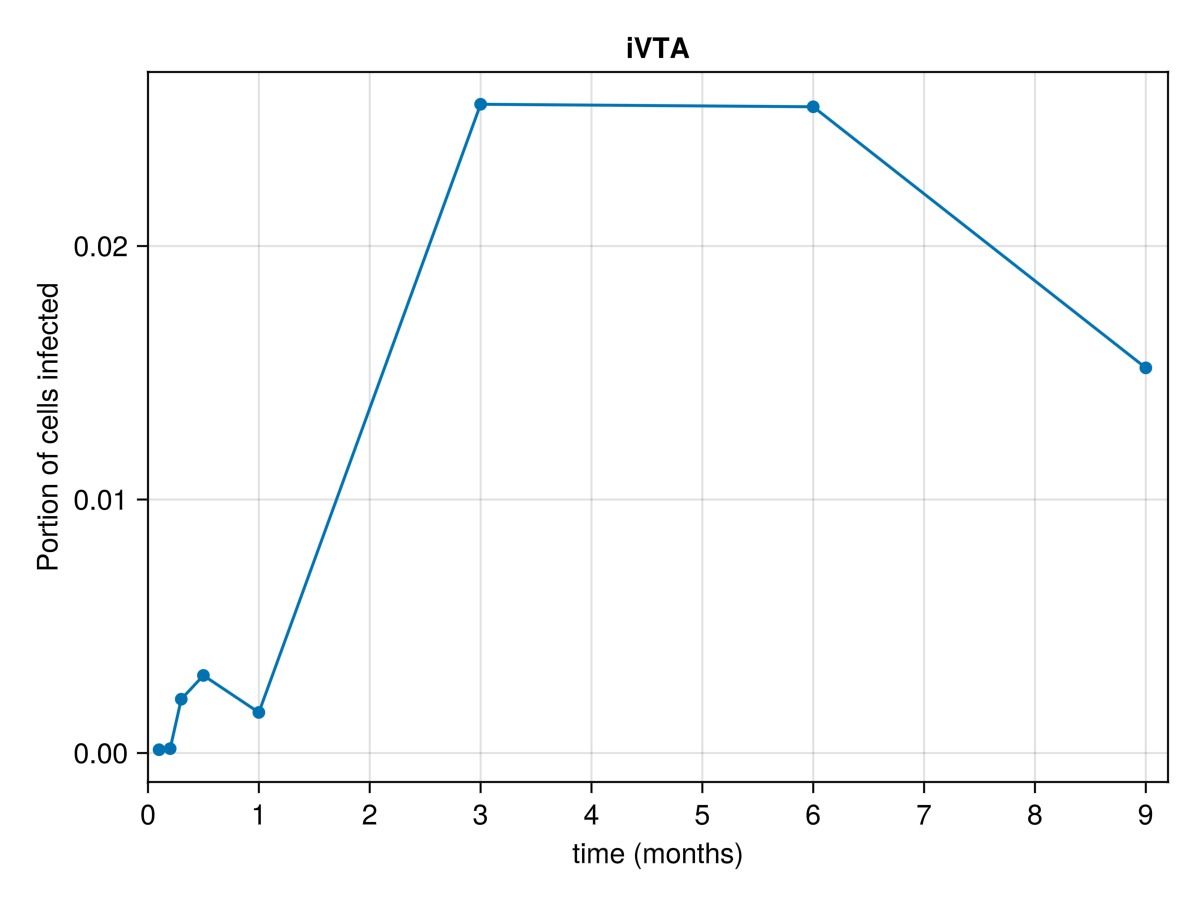 iVTA
Portion of cells infected
0.02
0.01
0.00
0 1 2 3 4 5 6 7 8 9
time (months)